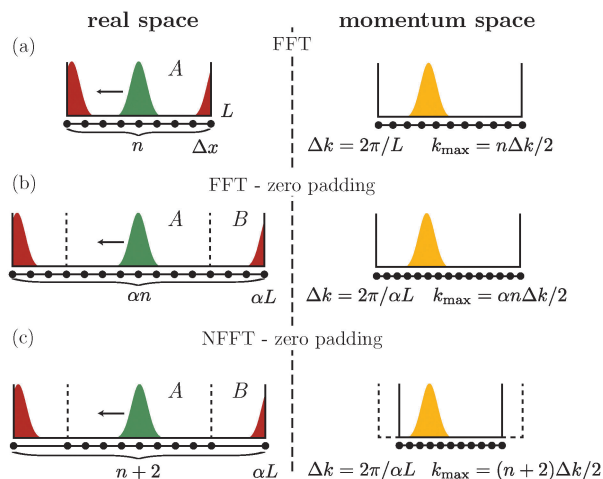 real space
momentum space
(a)
FFT
A
L
n
Δx
Δk = 2π/L
k_max = nΔk/2
(b)
FFT - zero padding
A
B
αn
αL
Δk = 2π/αL
k_max = αnΔk/2
(c)
NFFT - zero padding
A
B
n + 2
αL
Δk = 2π/αL
k_max = (n + 2)Δk/2